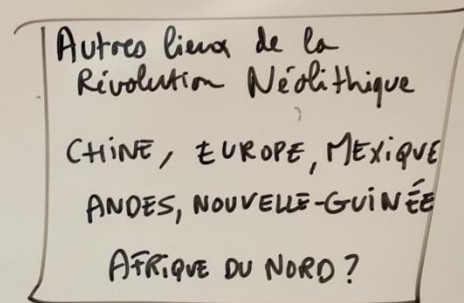 Autres lieux de la
Révolution Néolithique
CHINE, EUROPE, MEXIQUE
ANDES, NOUVELLE-GUINÉE
AFRIQUE DU NORD?